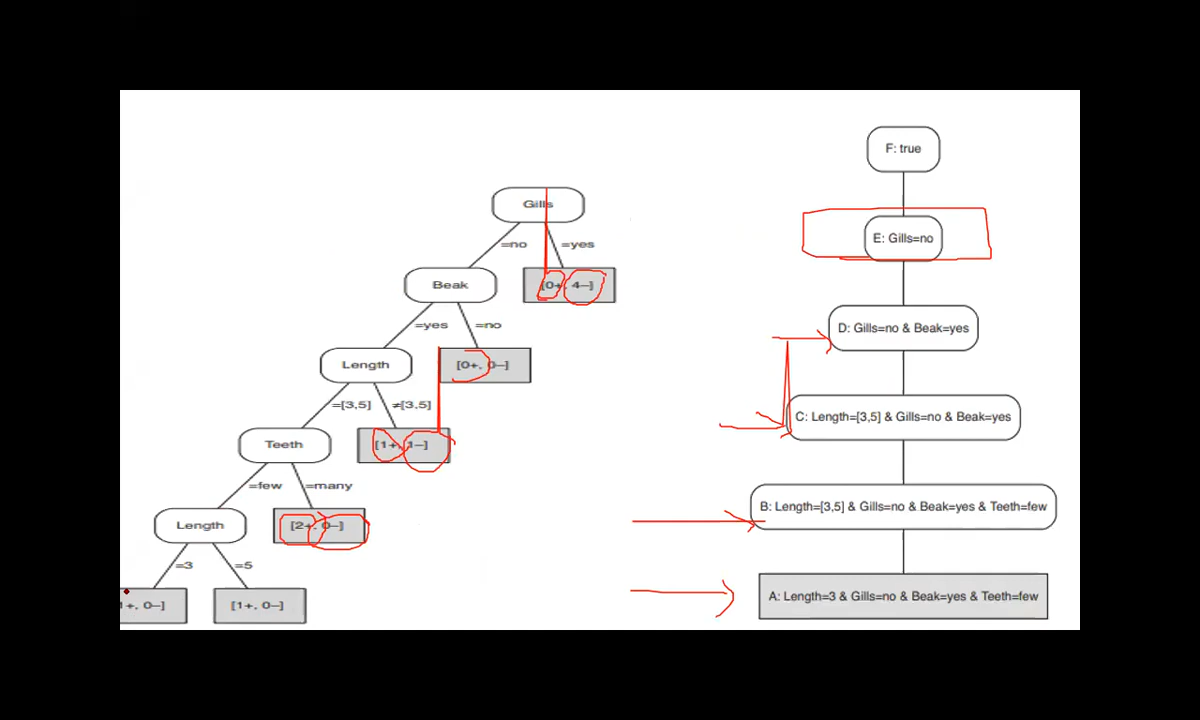 Gills
=no
=yes
Beak
[0+, 4–]
=yes
=no
Length
[0+, 0–]
=[3,5]
≠[3,5]
Teeth
[1+, 1–]
=few
=many
Length
[2+, 0–]
=3
=5
+, 0–]
[1+, 0–]
F: true
E: Gills=no
D: Gills=no & Beak=yes
C: Length=[3,5] & Gills=no & Beak=yes
B: Length=[3,5] & Gills=no & Beak=yes & Teeth=few
A: Length=3 & Gills=no & Beak=yes & Teeth=few